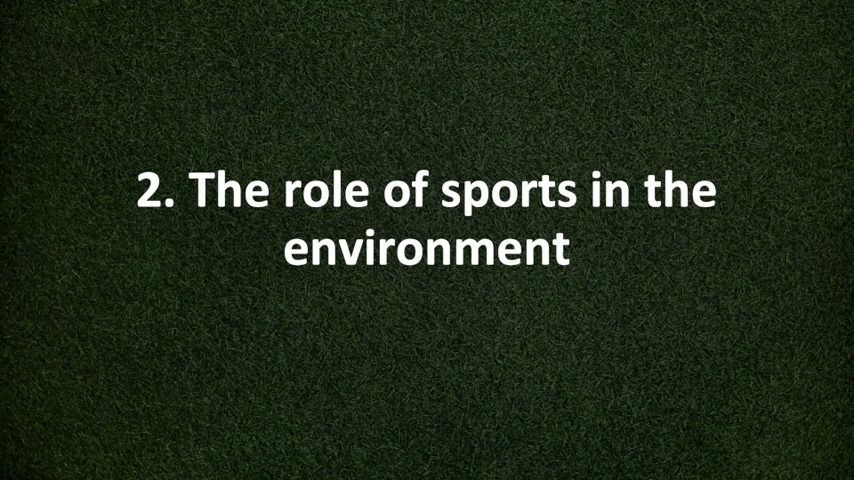 2. The role of sports in the
environment